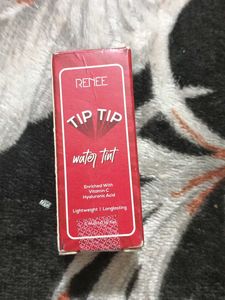 RENEE
TIP TIP
water tint
Enriched With
Vitamin C
Hyaluronic Acid
Lightweight | Longlasting